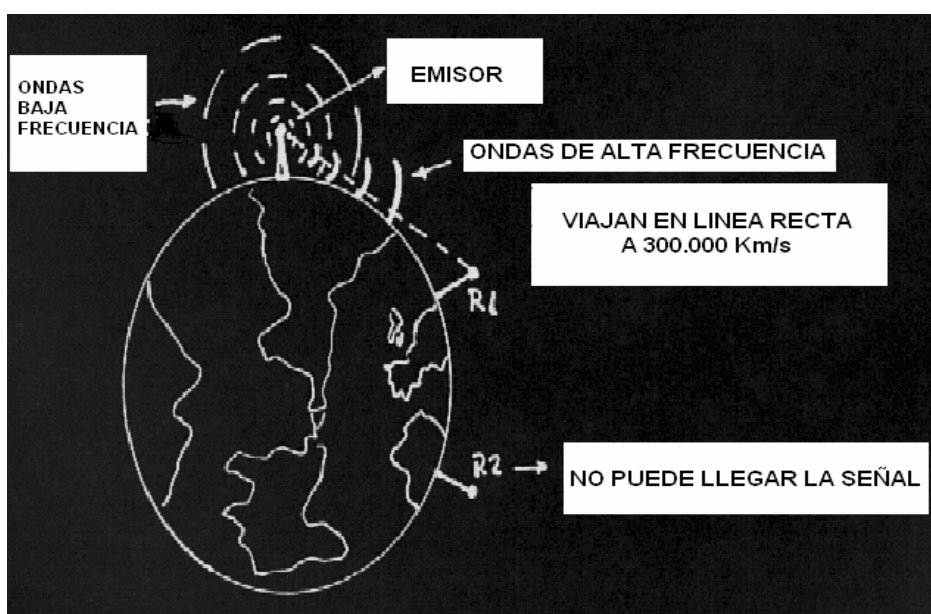 ONDAS
BAJA
FRECUENCIA
EMISOR
ONDAS DE ALTA FRECUENCIA
VIAJAN EN LINEA RECTA
A 300.000 Km/s
R1
R2
NO PUEDE LLEGAR LA SEÑAL